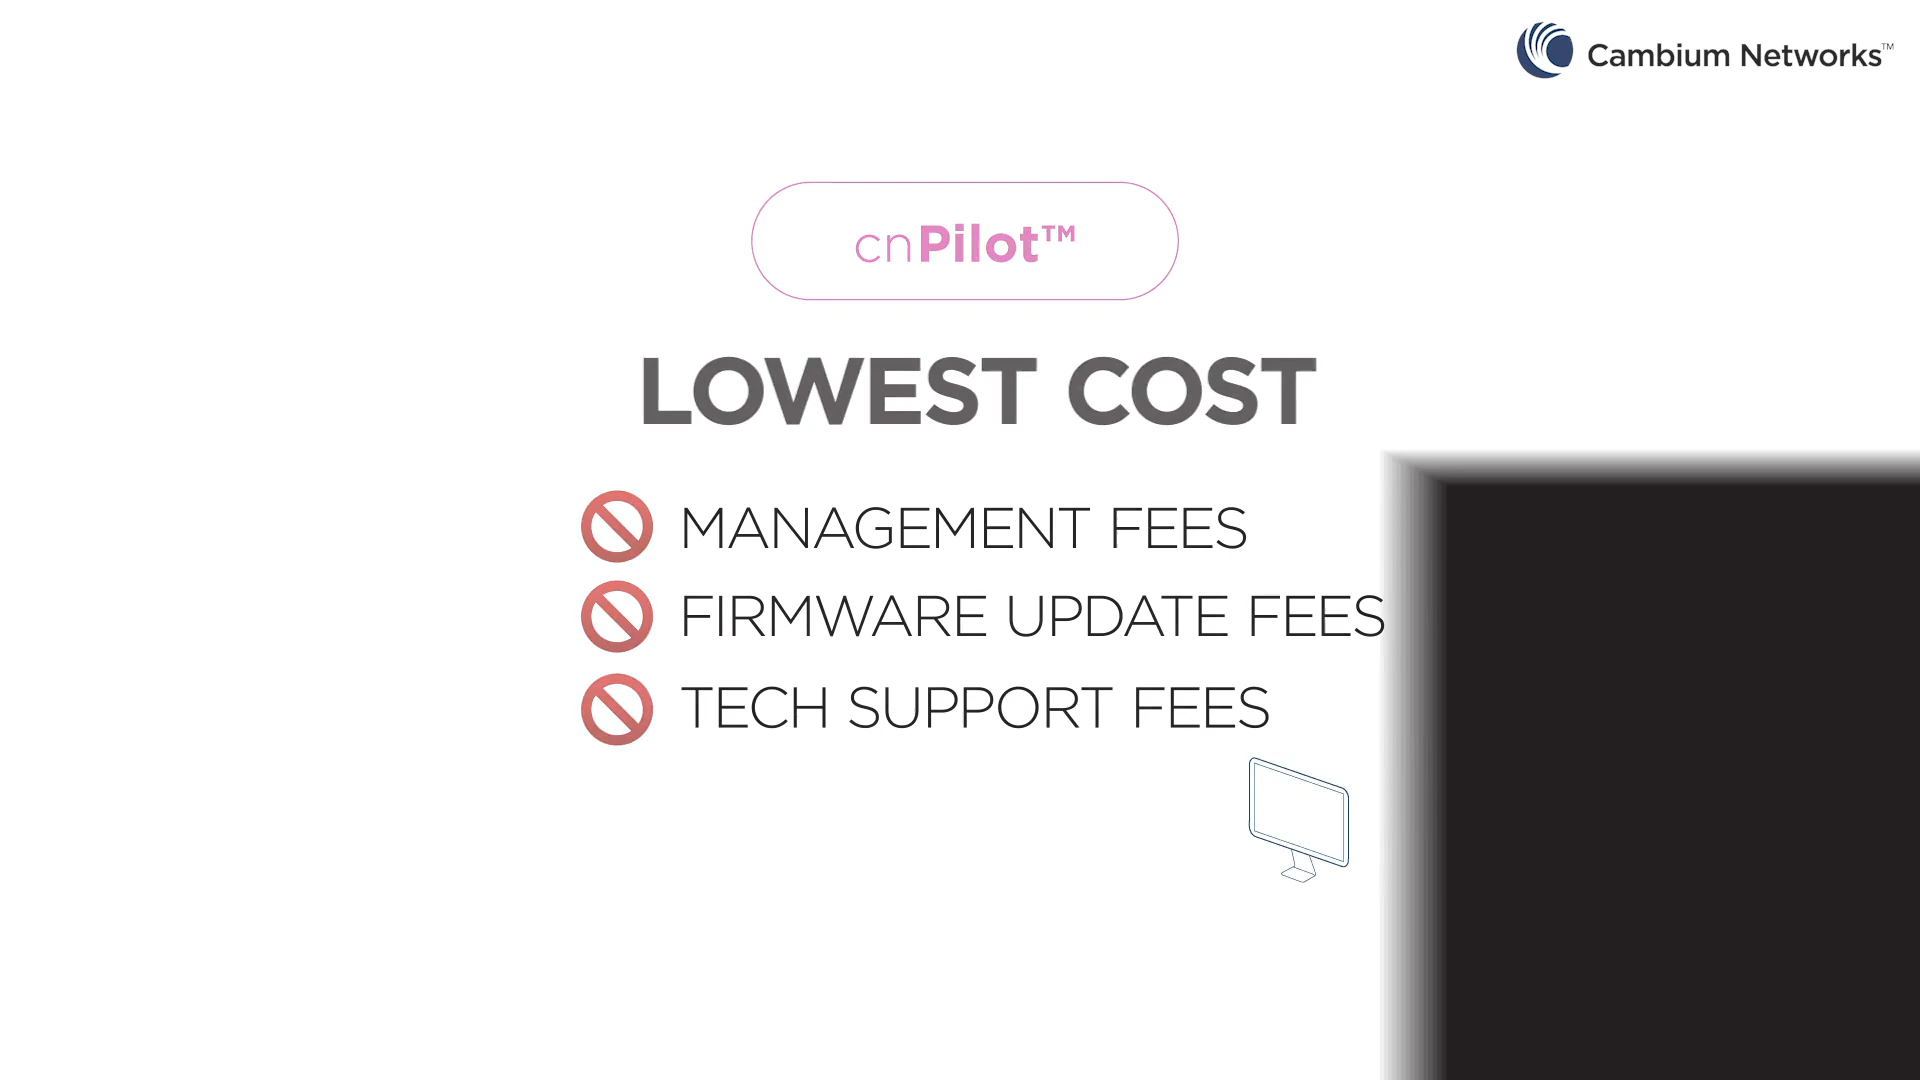 Cambium Networks™
cnPilot™
LOWEST COST
MANAGEMENT FEES
FIRMWARE UPDATE FEES
TECH SUPPORT FEES